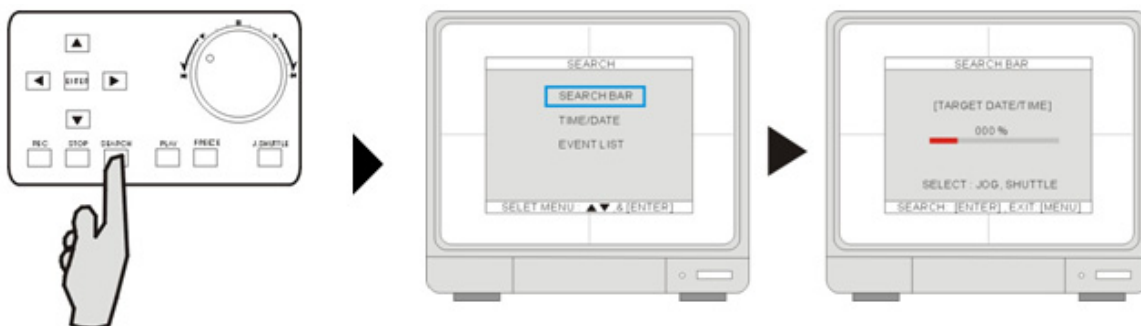 ENTER
REC STOP SEARCH PLAY FREEZE J.SHUTTLE
SEARCH
SEARCH BAR
TIME/DATE
EVENT LIST
SELET MENU : ▲▼ & [ENTER]
SEARCH BAR
[TARGET DATE/TIME]
000 %
SELECT : JOG, SHUTTLE
SEARCH : [ENTER], EXIT [MENU]